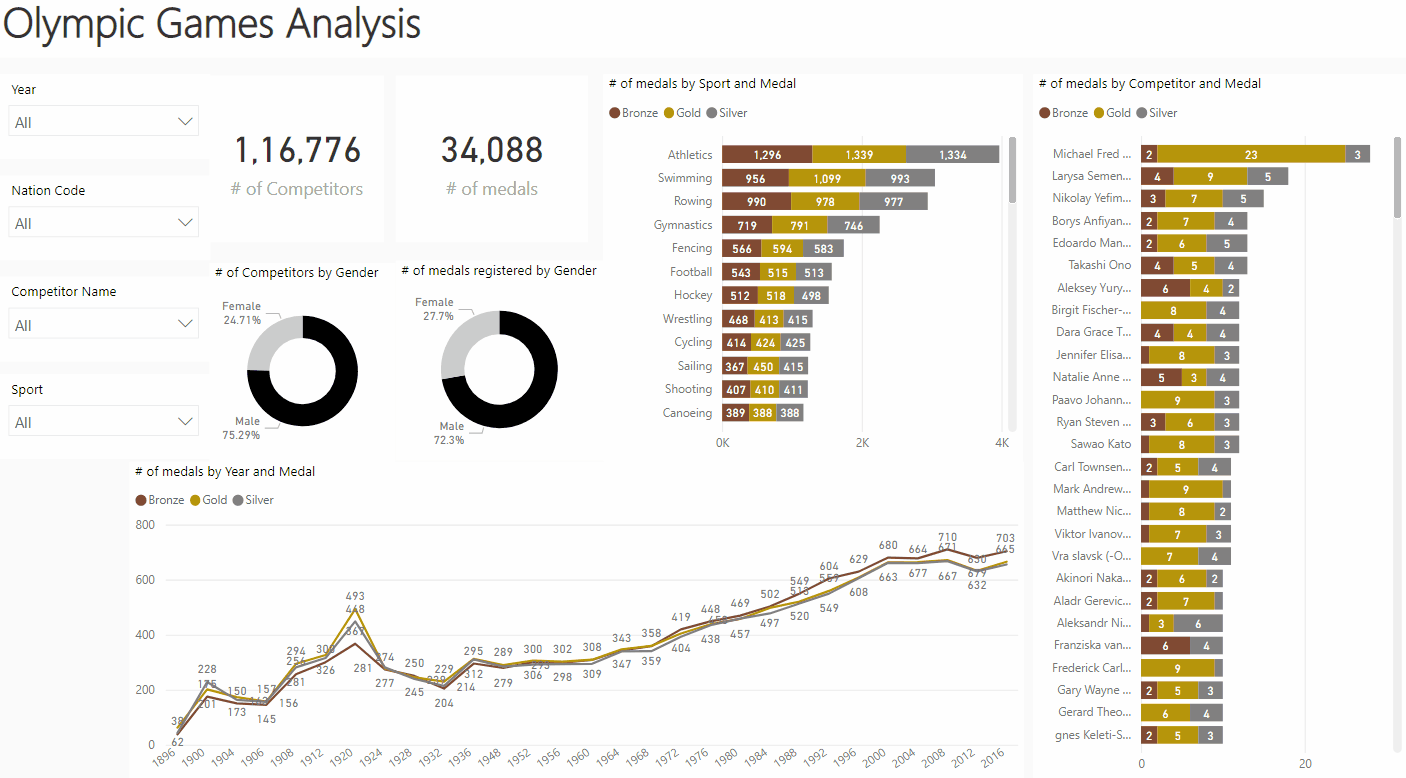 Olympic Games Analysis
Year
All
Nation Code
All
Competitor Name
All
Sport
All
1,16,776
# of Competitors
34,088
# of medals
# of Competitors by Gender
Female
24.71%
Male
75.29%
# of medals registered by Gender
Female
27.7%
Male
72.3%
# of medals by Sport and Medal
Bronze Gold Silver
Athletics 1,296 1,339 1,334
Swimming 956 1,099 993
Rowing 990 978 977
Gymnastics 719 791 746
Fencing 566 594 583
Football 543 515 513
Hockey 512 518 498
Wrestling 468 413 415
Cycling 414 424 425
Sailing 367 450 415
Shooting 407 410 411
Canoeing 389 388 388
0K 2K 4K
# of medals by Competitor and Medal
Bronze Gold Silver
Michael Fred ... 2 23 3
Larysa Semen... 4 9 5
Nikolay Yefim... 3 7 5
Borys Anfiyan... 2 7 4
Edoardo Man... 2 6 5
Takashi Ono 4 5 4
Aleksey Yury... 6 4 2
Birgit Fischer-... 8 4
Dara Grace T... 4 4 4
Jennifer Elisa... 8 3
Natalie Anne ... 5 3 4
Paavo Johann... 9 3
Ryan Steven ... 3 6 3
Sawao Kato 8 3
Carl Townsen... 2 5 4
Mark Andrew... 9
Matthew Nic... 8 2
Viktor Ivanov... 7 3
Vra slavsk (-O... 7 4
Akinori Naka... 2 6 2
Aladr Gerevic... 2 7
Aleksandr Ni... 3 6
Franziska van... 6 4
Frederick Carl... 9
Gary Wayne ... 2 5 3
Gerard Theo... 6 4
gnes Keleti-S... 2 5 3
0 20
# of medals by Year and Medal
Bronze Gold Silver
800
600
400
200
0
493
448
367
228
201
150
173
157
145
156
294
256
281
326
281
274
277
250
245
229
204
214
295
312
289
279
300
306
302
298
308
309
343
347
358
359
419
404
448
438
469
457
502
497
549
520
604
549
629
608
680
663
664
677
710
671
667
632
703
665
1896 1900 1904 1906 1908 1912 1920 1924 1928 1932 1936 1948 1952 1956 1960 1964 1968 1972 1976 1980 1984 1988 1992 1996 2000 2004 2008 2012 2016